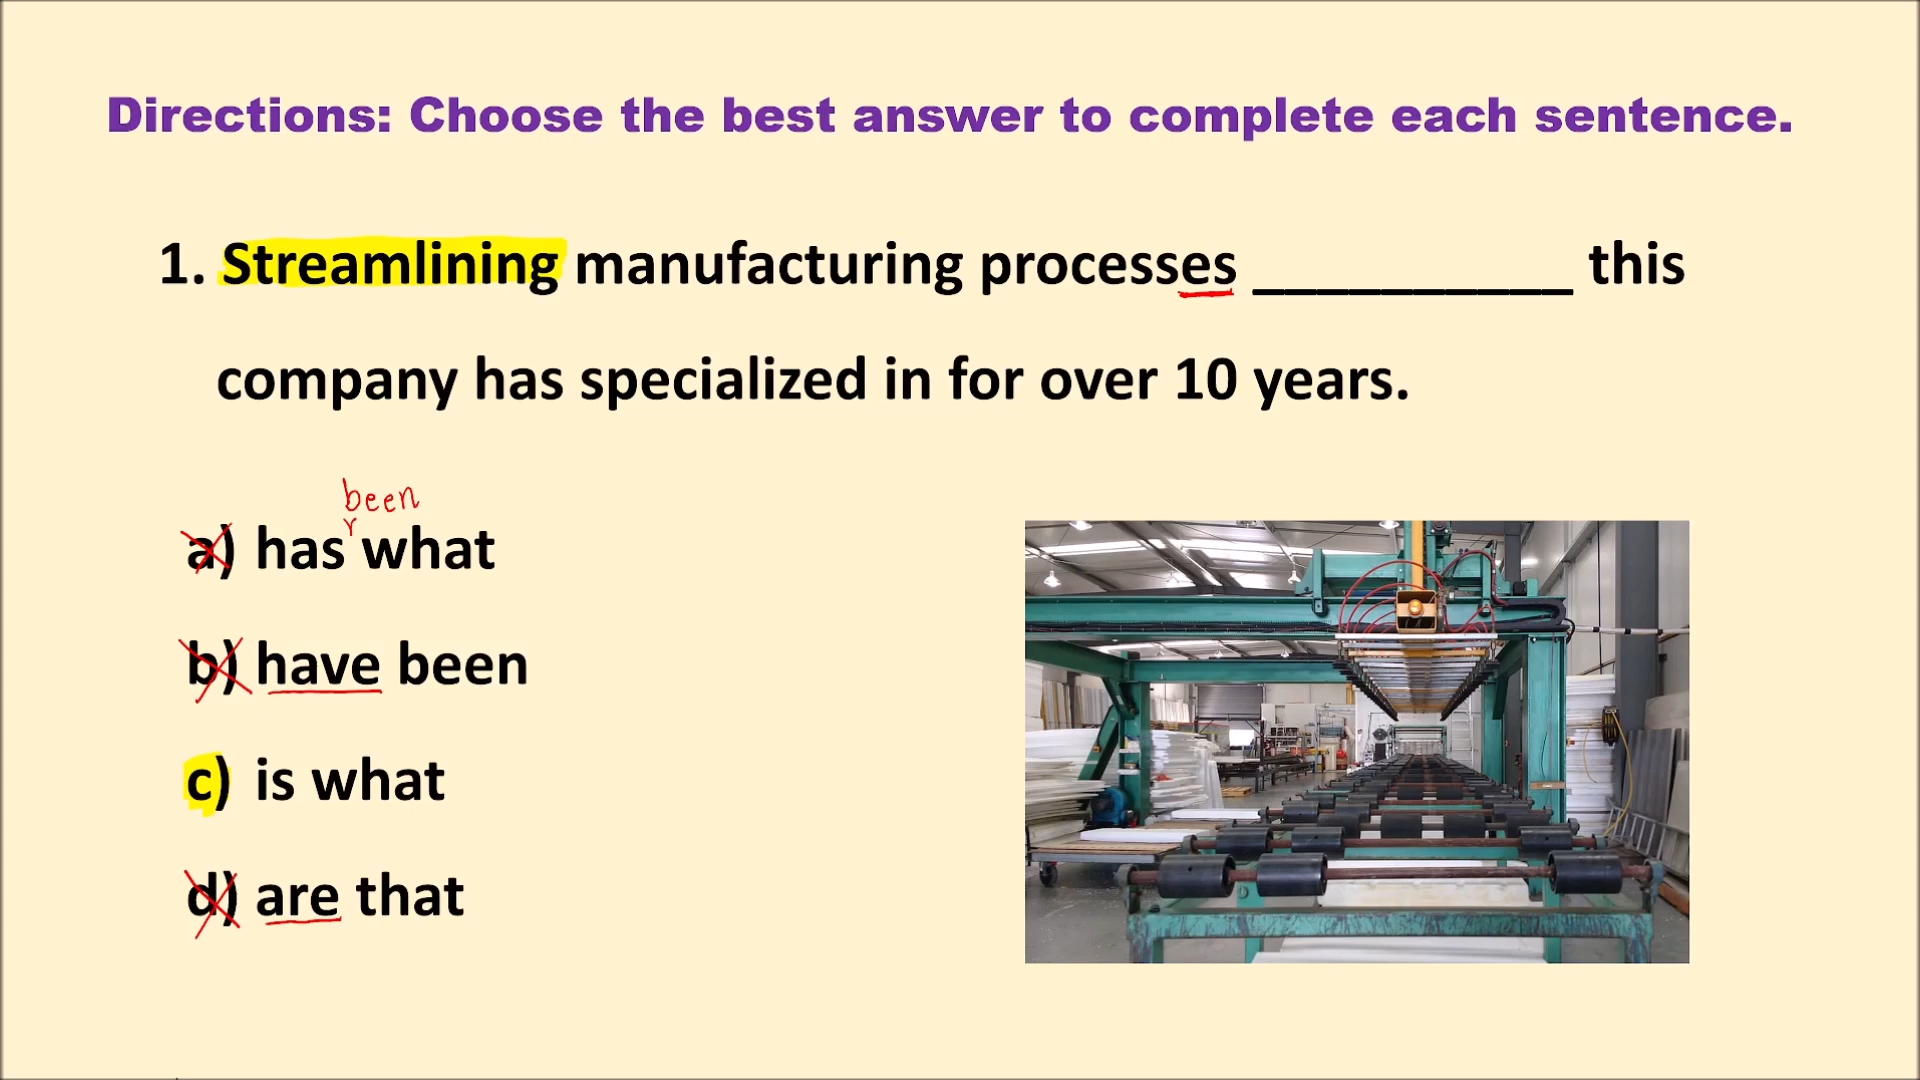 Directions: Choose the best answer to complete each sentence.
1. Streamlining manufacturing processes __________ this
company has specialized in for over 10 years.
been
a) has what
b) have been
c) is what
d) are that